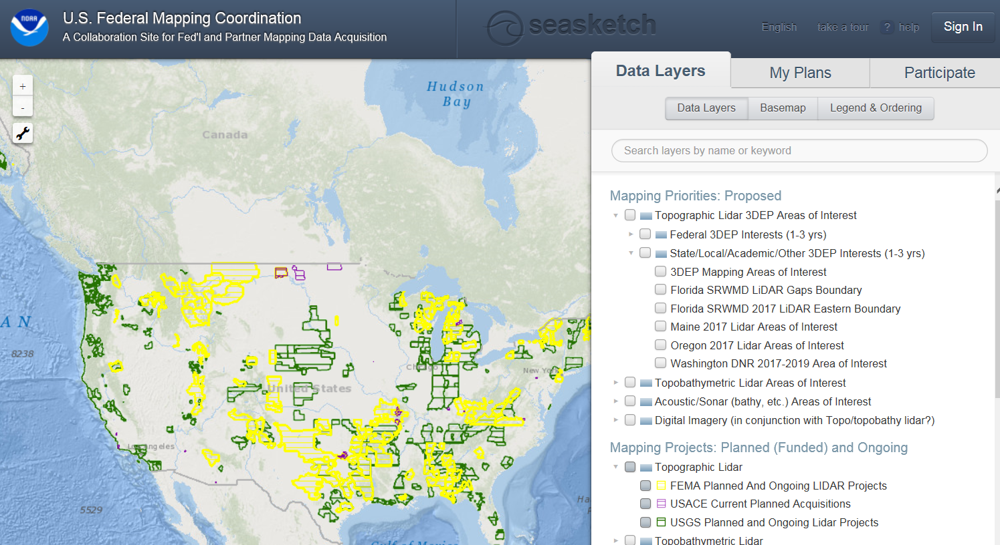 NOAA
U.S. Federal Mapping Coordination
A Collaboration Site for Fed'l and Partner Mapping Data Acquisition
seasketch
English
take a tour
? help
Sign In
Data Layers
My Plans
Participate
Data Layers
Basemap
Legend & Ordering
Search layers by name or keyword
Mapping Priorities: Proposed
Topographic Lidar 3DEP Areas of Interest
Federal 3DEP Interests (1-3 yrs)
State/Local/Academic/Other 3DEP Interests (1-3 yrs)
3DEP Mapping Areas of Interest
Florida SRWMD LiDAR Gaps Boundary
Florida SRWMD 2017 LiDAR Eastern Boundary
Maine 2017 Lidar Areas of Interest
Oregon 2017 Lidar Areas of Interest
Washington DNR 2017-2019 Area of Interest
Topobathymetric Lidar Areas of Interest
Acoustic/Sonar (bathy, etc.) Areas of Interest
Digital Imagery (in conjunction with Topo/topobathy lidar?)
Mapping Projects: Planned (Funded) and Ongoing
Topographic Lidar
FEMA Planned And Ongoing LIDAR Projects
USACE Current Planned Acquisitions
USGS Planned and Ongoing Lidar Projects
Topobathymetric Lidar
+
-
Hudson
Bay
Canada
AN
8238
Chicago
New York
United States
Los Angeles
5529
Ha
Gulf of Mexico